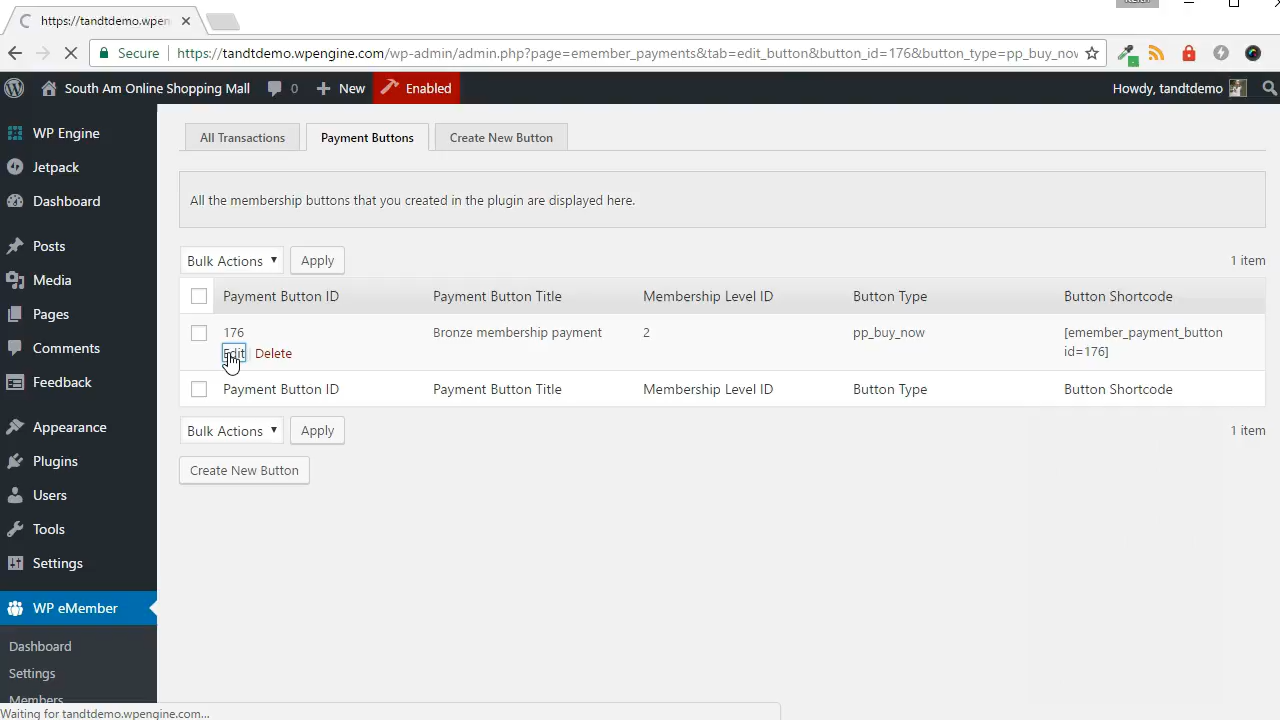 https://tandtdemo.wpen
Secure https://tandtdemo.wpengine.com/wp-admin/admin.php?page=emember_payments&tab=edit_button&button_id=176&button_type=pp_buy_now
South Am Online Shopping Mall 0 New Enabled Howdy, tandtdemo
WP Engine
Jetpack
Dashboard
Posts
Media
Pages
Comments
Feedback
Appearance
Plugins
Users
Tools
Settings
WP eMember
Dashboard
Settings
Members
All Transactions Payment Buttons Create New Button
All the membership buttons that you created in the plugin are displayed here.
Bulk Actions Apply 1 item
Payment Button ID Payment Button Title Membership Level ID Button Type Button Shortcode
176 Bronze membership payment 2 pp_buy_now [emember_payment_button
id=176]
Edit | Delete
Payment Button ID Payment Button Title Membership Level ID Button Type Button Shortcode
Bulk Actions Apply 1 item
Create New Button
Waiting for tandtdemo.wpengine.com...